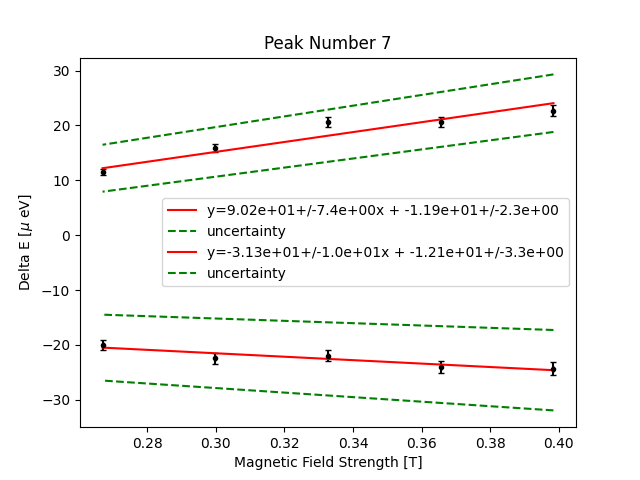 Peak Number 7
30
20
10
0
−10
−20
−30
Delta E [μ eV]
y=9.02e+01+/-7.4e+00x + -1.19e+01+/-2.3e+00
uncertainty
y=-3.13e+01+/-1.0e+01x + -1.21e+01+/-3.3e+00
uncertainty
0.28 0.30 0.32 0.34 0.36 0.38 0.40
Magnetic Field Strength [T]